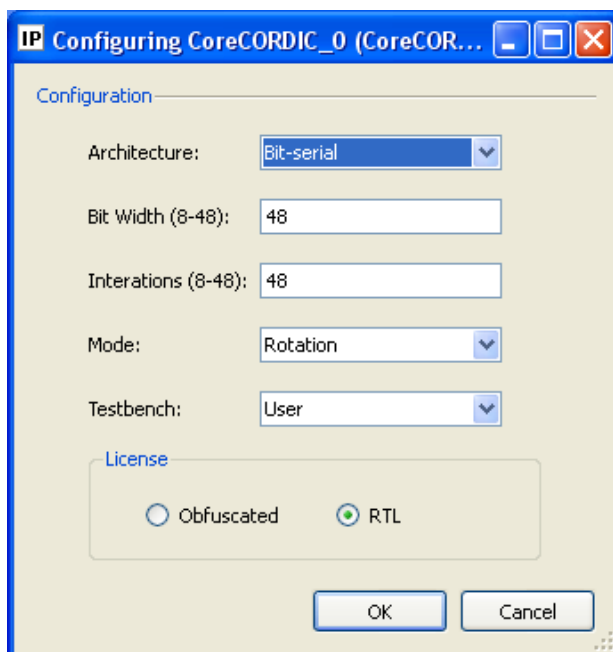 IP Configuring CoreCORDIC_0 (CoreCOR...
Configuration
Architecture: Bit-serial
Bit Width (8-48): 48
Interations (8-48): 48
Mode: Rotation
Testbench: User
License
Obfuscated RTL
OK Cancel